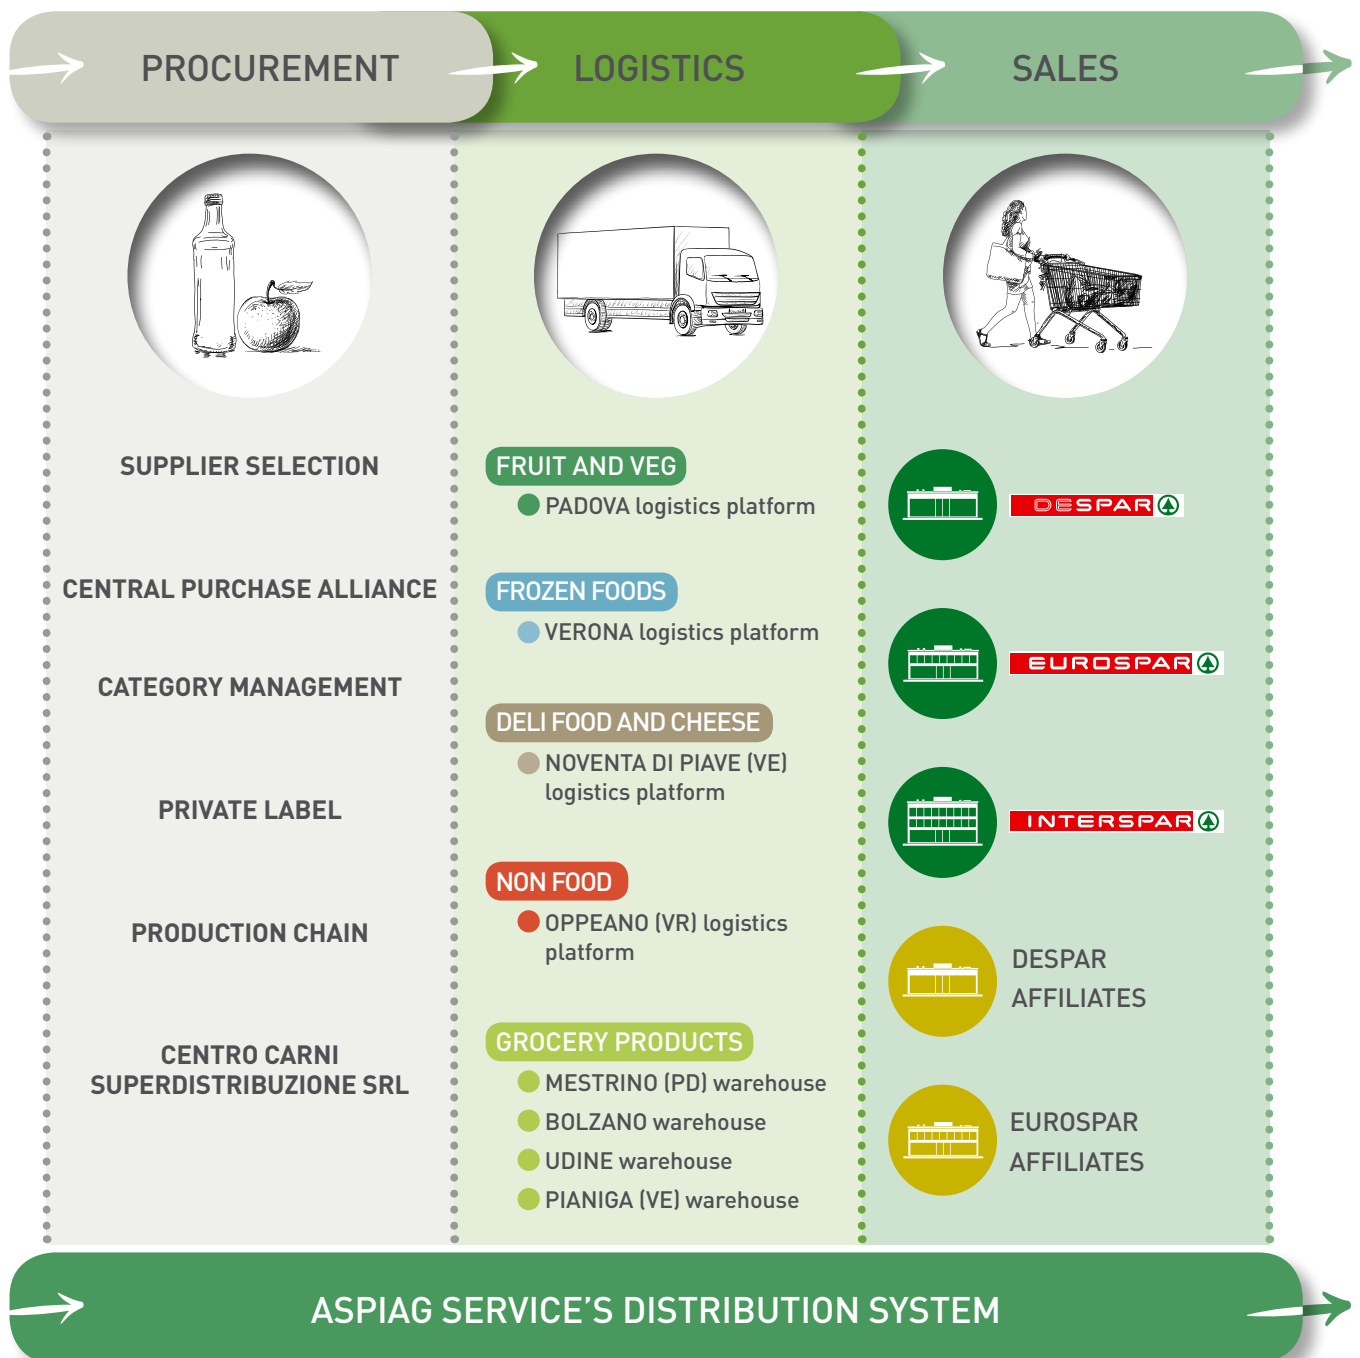 PROCUREMENT
LOGISTICS
SALES
SUPPLIER SELECTION
CENTRAL PURCHASE ALLIANCE
CATEGORY MANAGEMENT
PRIVATE LABEL
PRODUCTION CHAIN
CENTRO CARNI
SUPERDISTRIBUZIONE SRL
FRUIT AND VEG
PADOVA logistics platform
FROZEN FOODS
VERONA logistics platform
DELI FOOD AND CHEESE
NOVENTA DI PIAVE (VE)
logistics platform
NON FOOD
OPPEANO (VR) logistics
platform
GROCERY PRODUCTS
MESTRINO (PD) warehouse
BOLZANO warehouse
UDINE warehouse
PIANIGA (VE) warehouse
DESPAR
EUROSPAR
INTERSPAR
DESPAR
AFFILIATES
EUROSPAR
AFFILIATES
ASPIAG SERVICE'S DISTRIBUTION SYSTEM